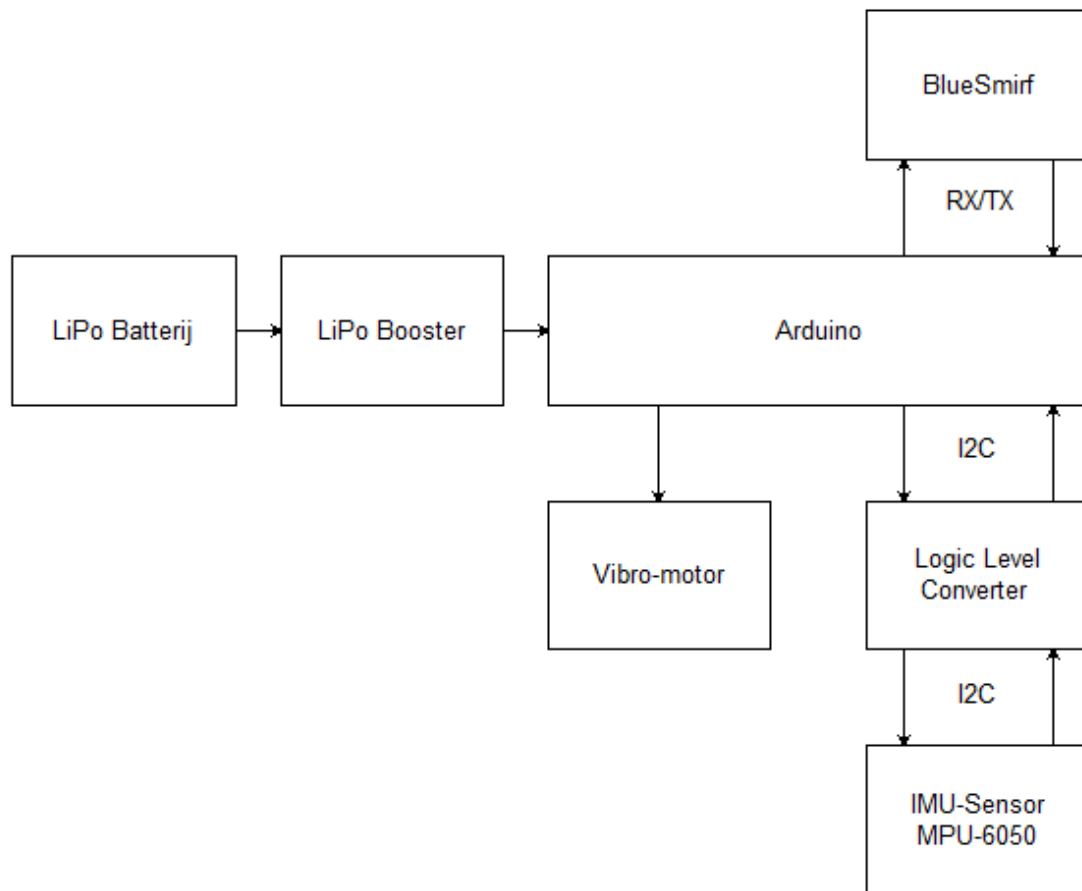 BlueSmirf
RX/TX
LiPo Batterij
LiPo Booster
Arduino
I2C
Vibro-motor
Logic Level
Converter
I2C
IMU-Sensor
MPU-6050